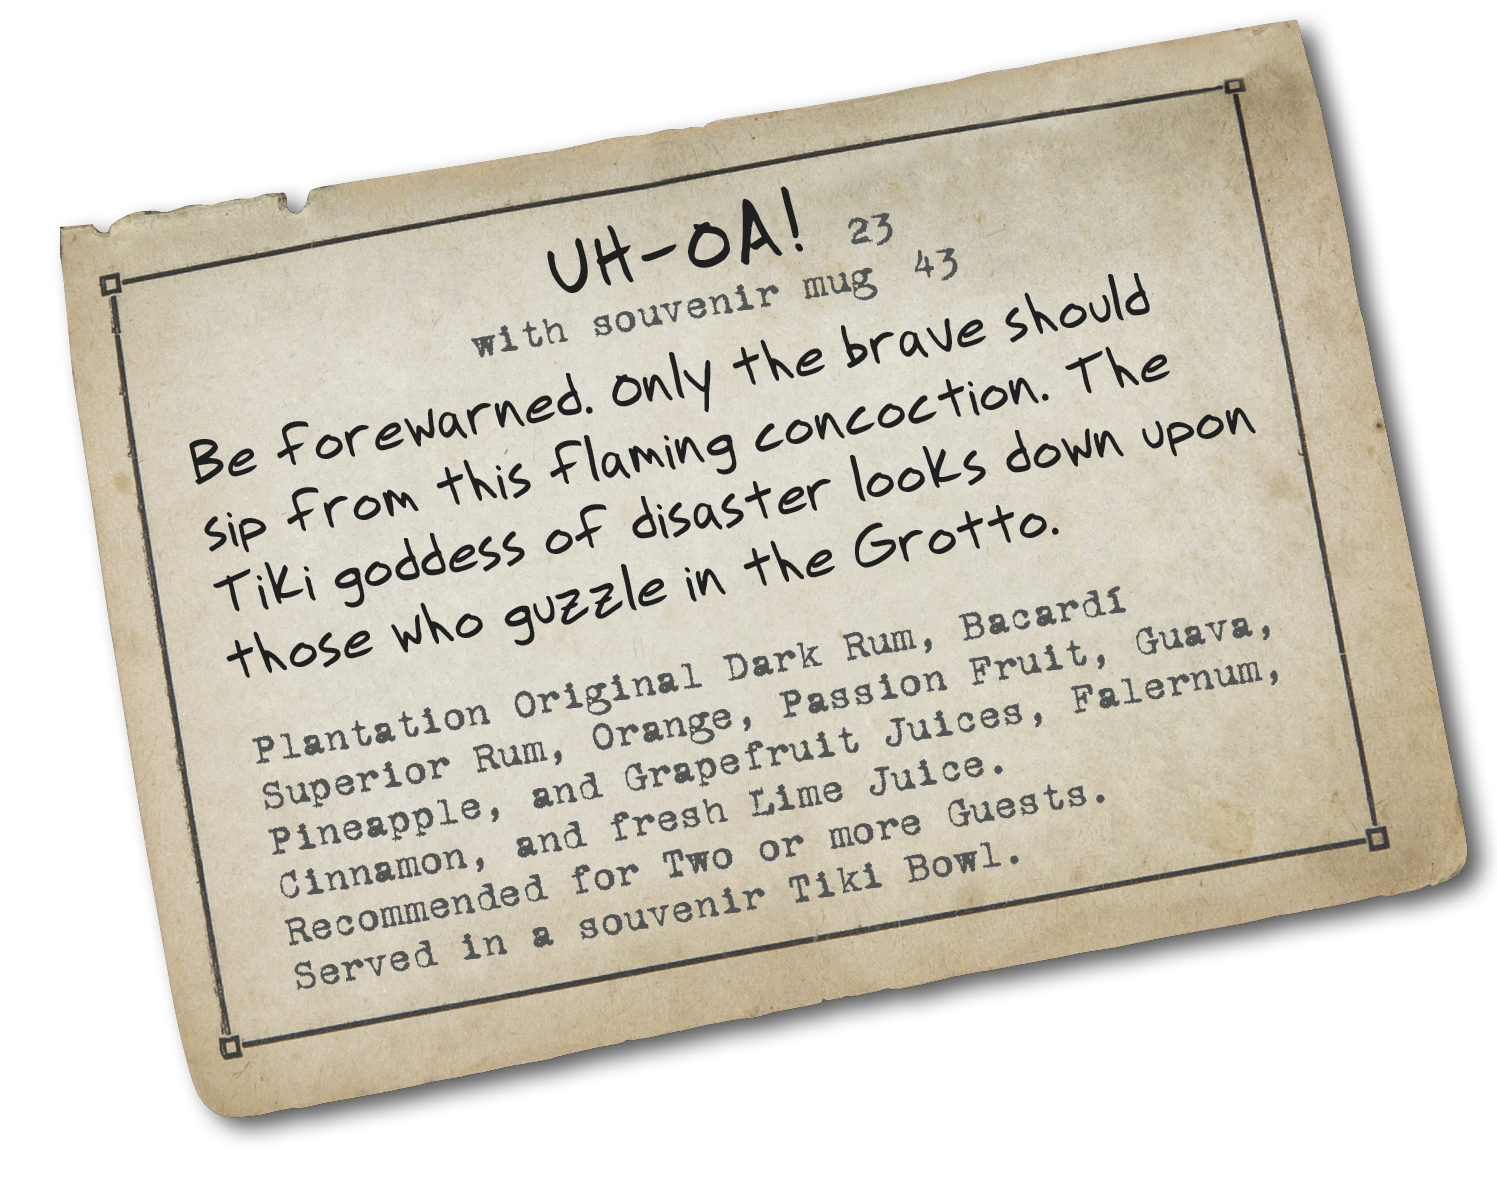 UH-OA! 23
with souvenir mug 43
Be forewarned. Only the brave should
sip from this flaming concoction. The
Tiki goddess of disaster looks down upon
those who guzzle in the Grotto.
Plantation Original Dark Rum, Bacardí
Superior Rum, Orange, Passion Fruit, Guava,
Pineapple, and Grapefruit Juices, Falernum,
Cinnamon, and fresh Lime Juice.
Recommended for Two or more Guests.
Served in a souvenir Tiki Bowl.